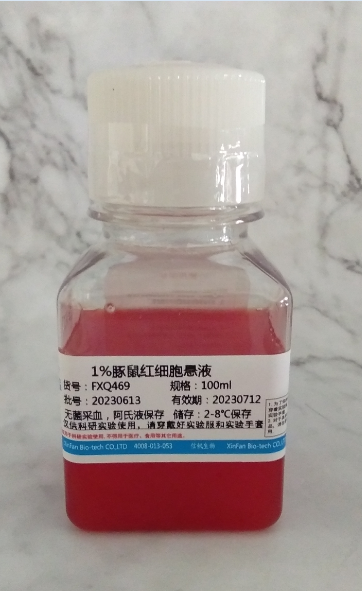 1%豚鼠红细胞悬液
货号：FXQ469 规格：100ml
批号：20230613 有效期：20230712
无菌采血，阿氏液保存 储存：2-8℃保存
仅供科研实验使用，请穿戴好实验服和实验手套
XinFan Bio-tech CO.,LTD 4008-013-053 XinFan Bio-tech CO.,LTD